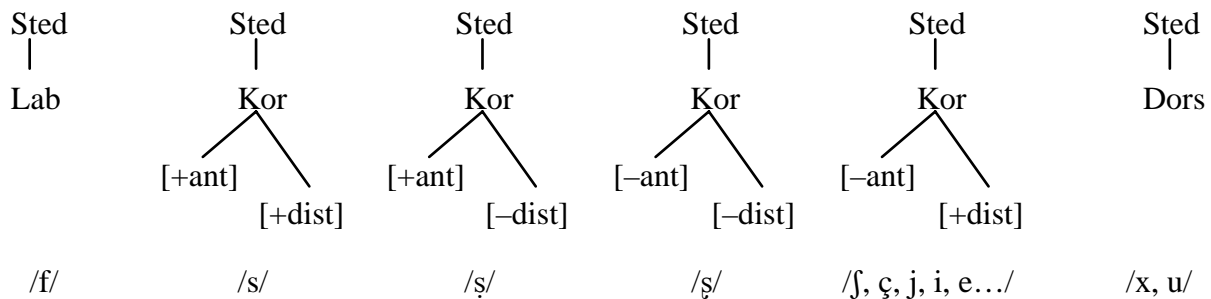 Sted Sted Sted Sted Sted Sted
Lab Kor Kor Kor Kor Dors
[+ant] [+ant] [–ant] [–ant]
[+dist] [–dist] [–dist] [+dist]
/f/ /s/ /ṣ/ /ʂ/ /ʃ, ç, j, i, e…/ /x, u/